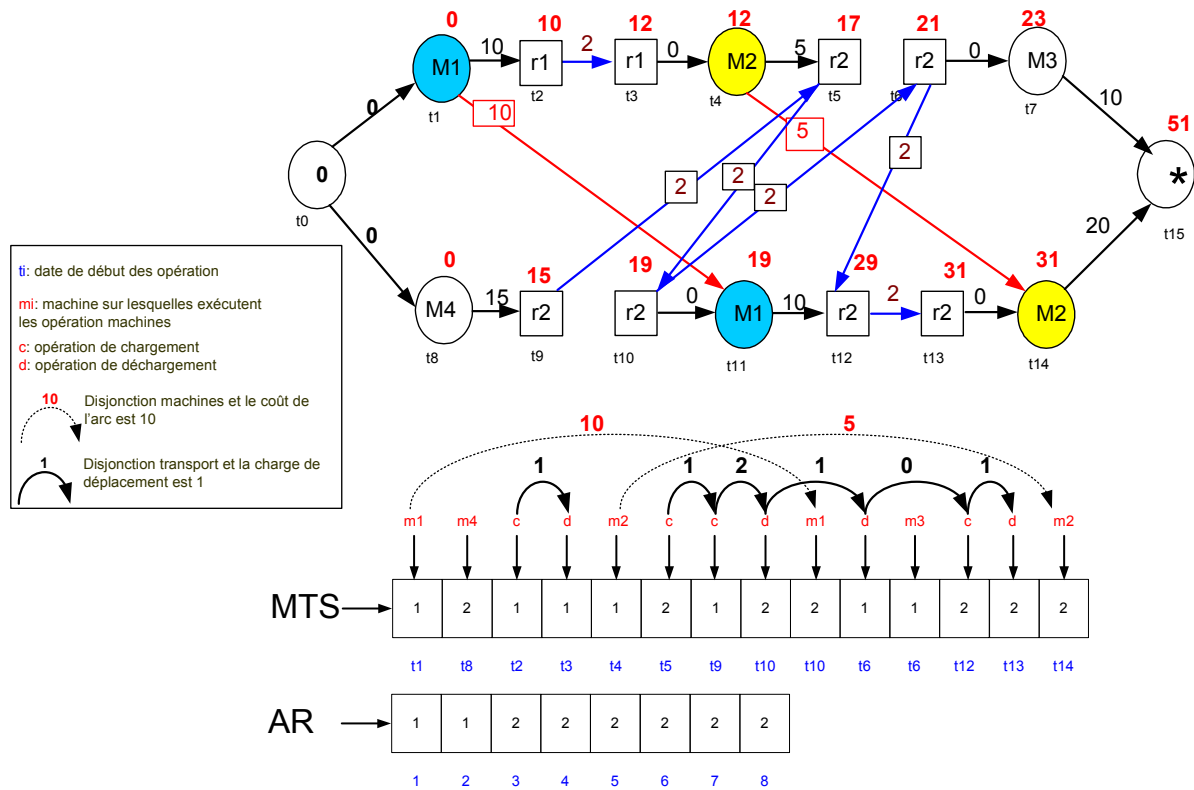 0 10 12 12 17 21 23
M1 10 r1 2 r1 0 M2 5 r2 r2 0 M3
t1 t2 t3 t4 t5 t6 t7
0 10 5 10 51
0 2 2 2 2 *
t0 t15
0 20
0 15 19 19 29 31 31
M4 15 r2 r2 0 M1 10 r2 2 r2 0 M2
t8 t9 t10 t11 t12 t13 t14
ti: date de début des opération
mi: machine sur lesquelles exécutent
les opération machines
c: opération de chargement
d: opération de déchargement
10 Disjonction machines et le coût de
l’arc est 10
1 Disjonction transport et la charge de
déplacement est 1
10 5
1 1 2 1 0 1
m1 m4 c d m2 c c d m1 d m3 c d m2
MTS 1 2 1 1 1 2 1 2 2 1 1 2 2 2
t1 t8 t2 t3 t4 t5 t9 t10 t10 t6 t6 t12 t13 t14
AR 1 1 2 2 2 2 2 2
1 2 3 4 5 6 7 8